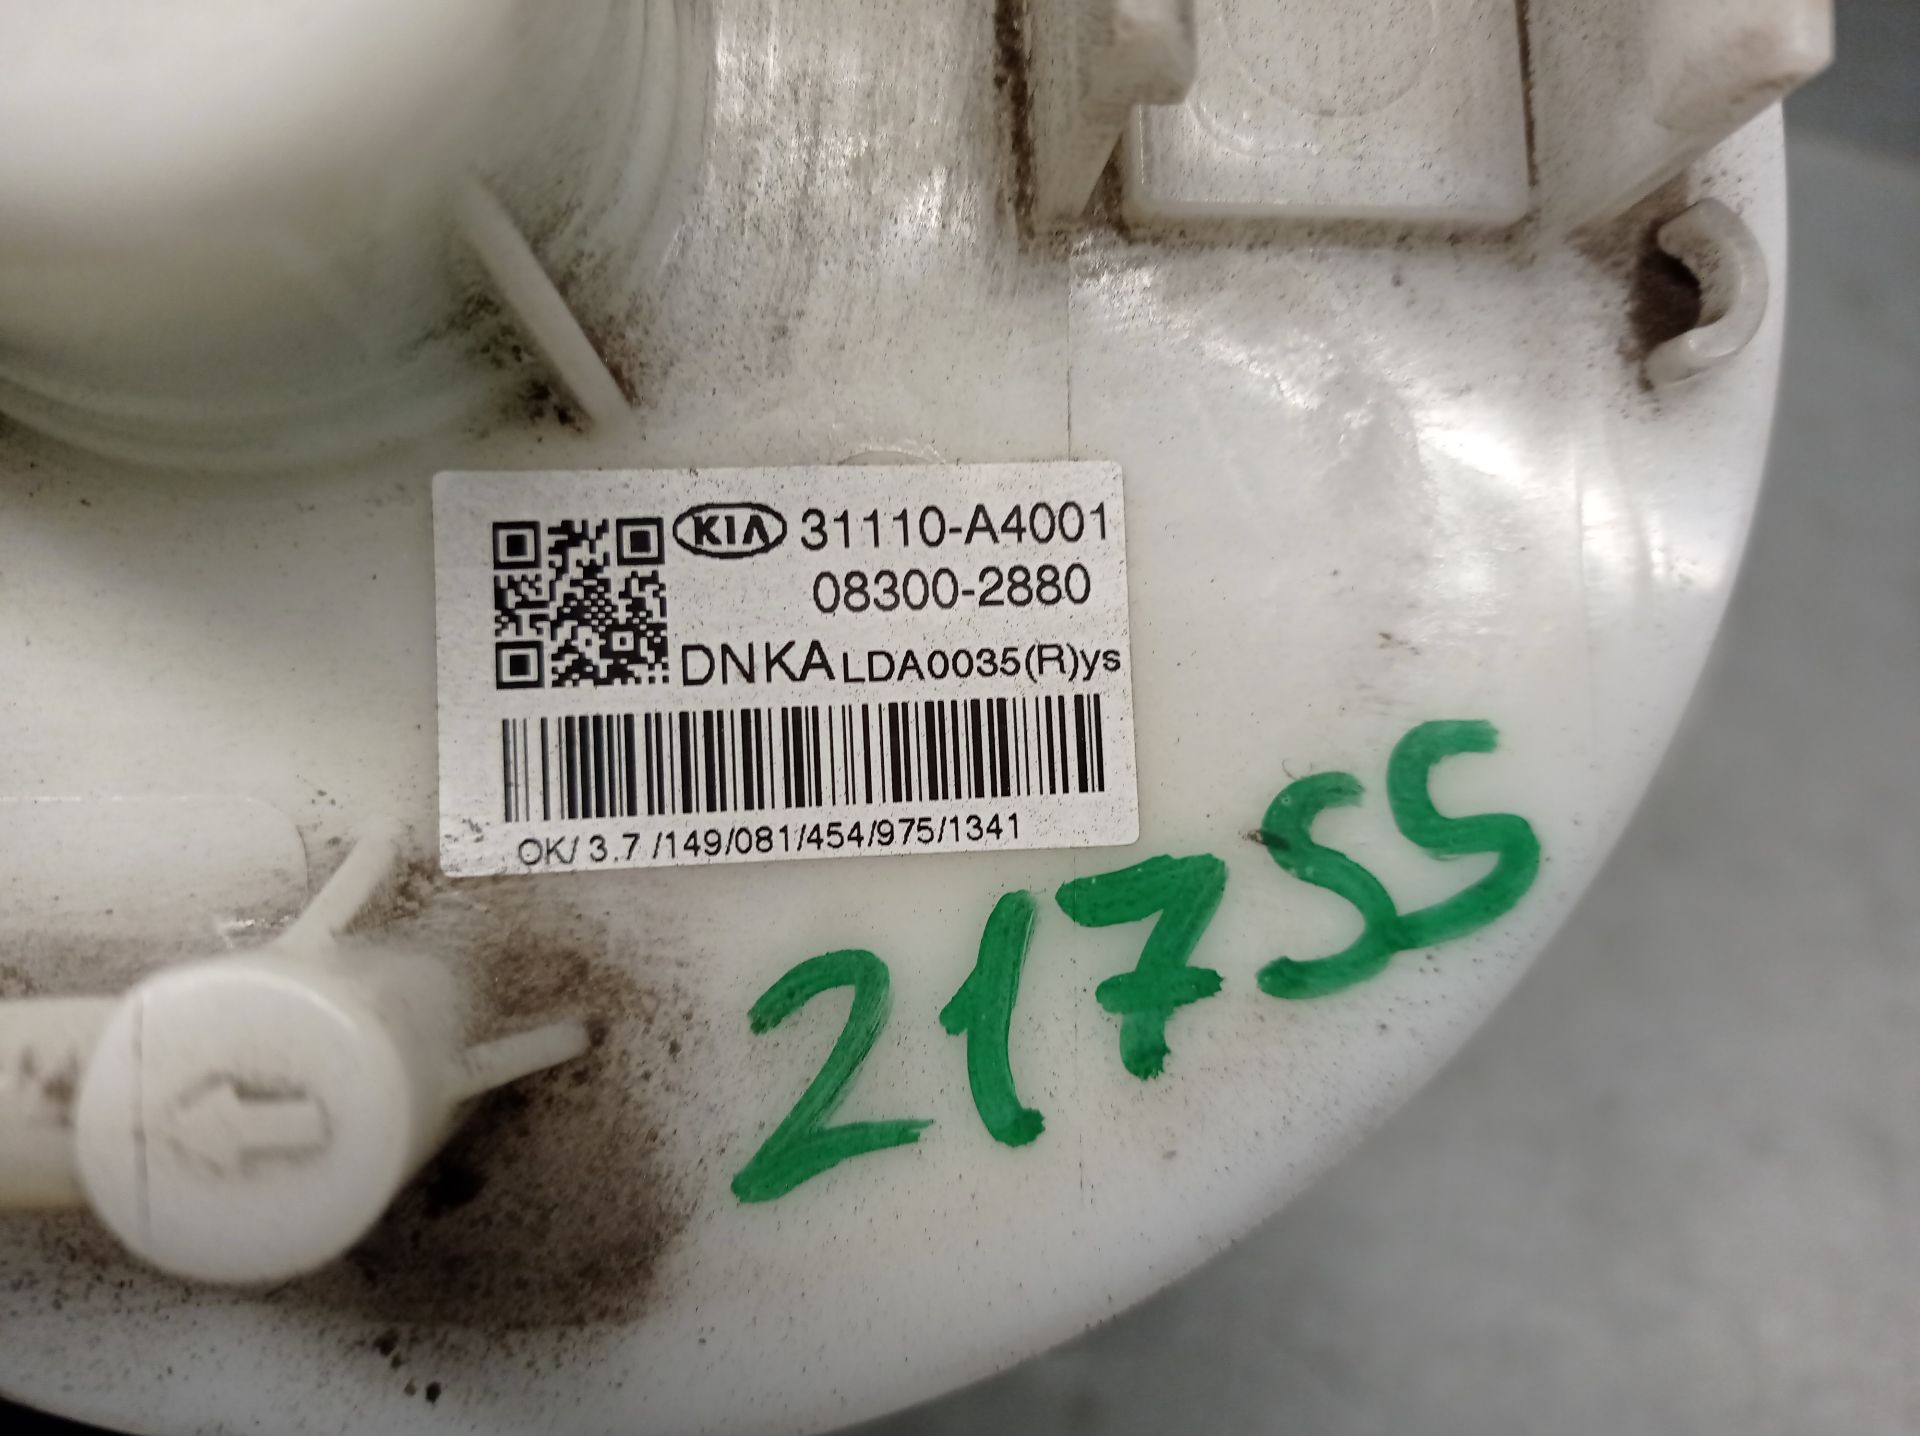 KIA 31110-A4001
08300-2880
DNKA LDA0035(R)ys
OK/ 3.7 /149/081/454/975/1341
21755